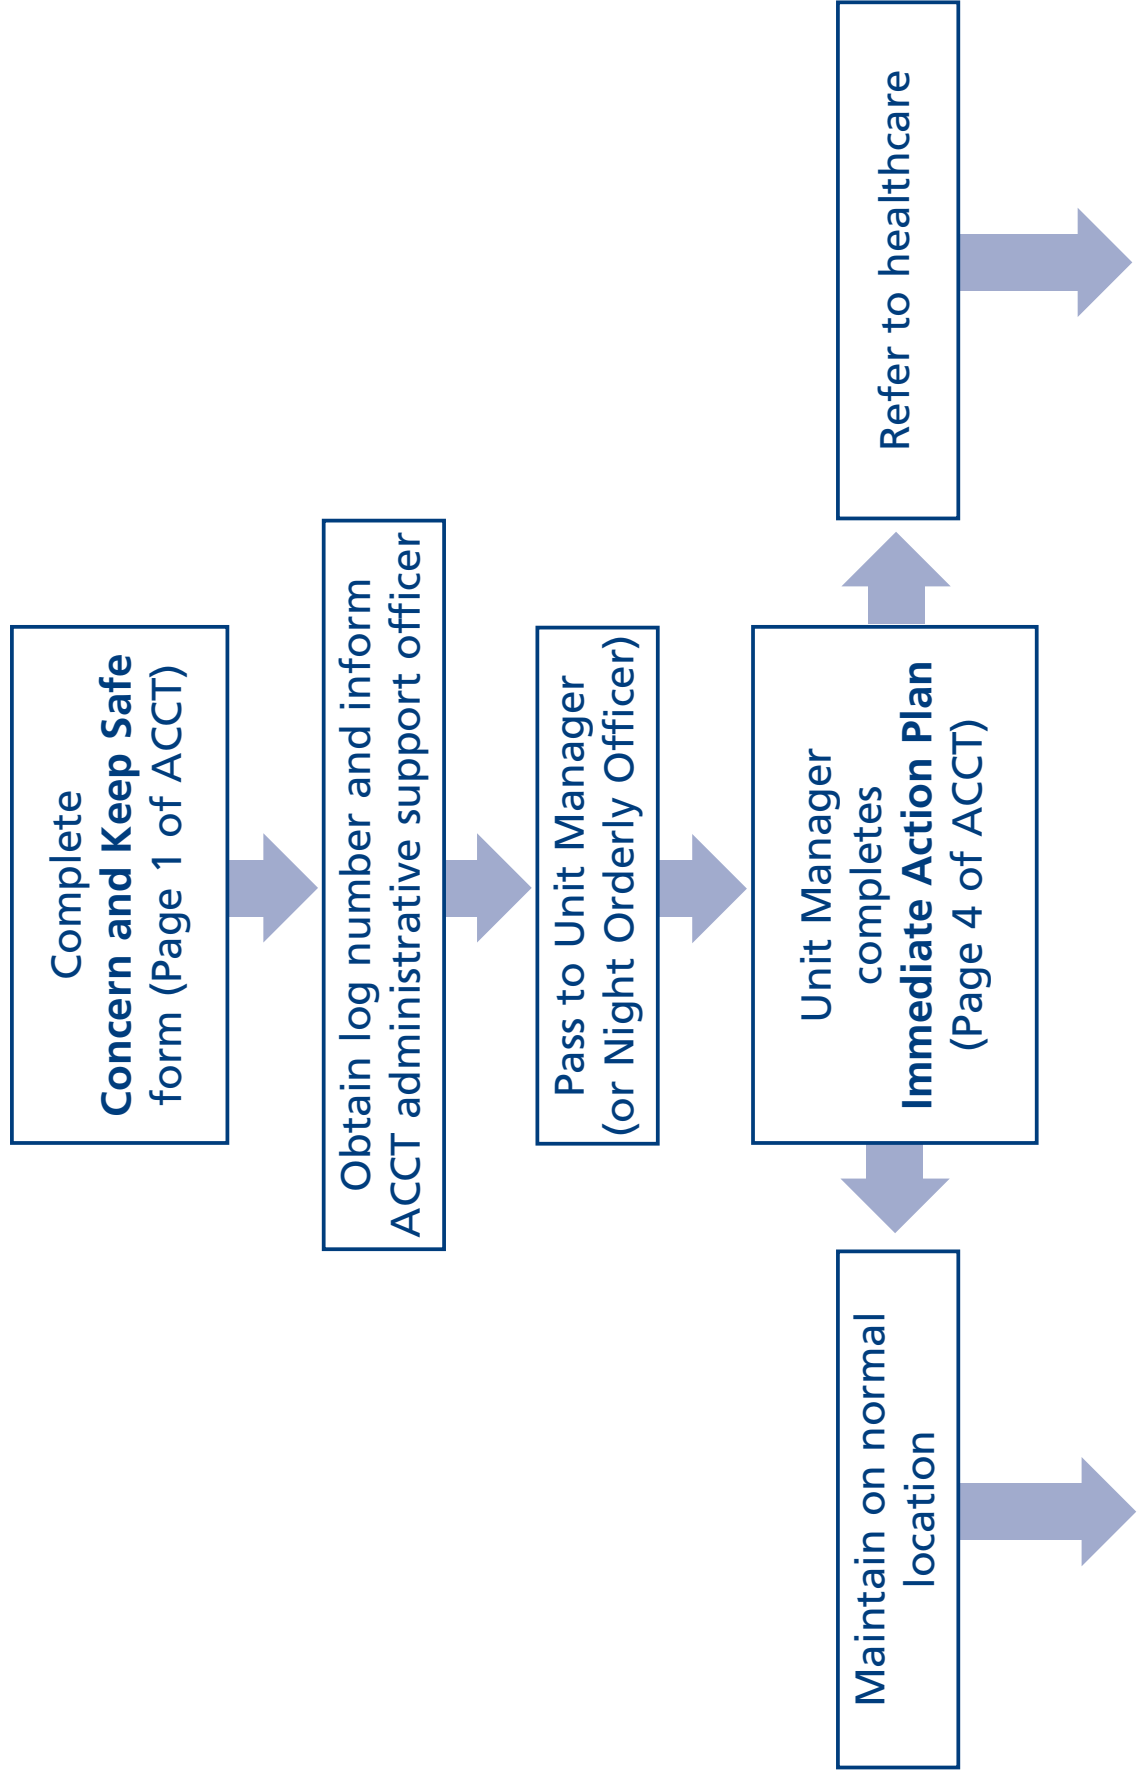 Complete
Concern and Keep Safe
form (Page 1 of ACCT)
Obtain log number and inform
ACCT administrative support officer
Pass to Unit Manager
(or Night Orderly Officer)
Unit Manager
completes
Immediate Action Plan
(Page 4 of ACCT)
Maintain on normal
location
Refer to healthcare